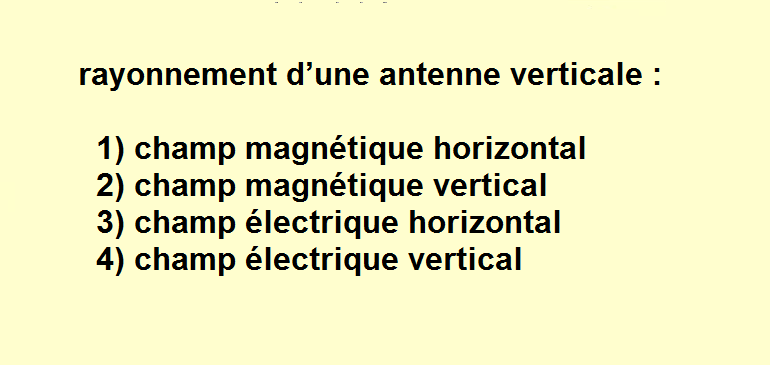 rayonnement d’une antenne verticale :
1) champ magnétique horizontal
2) champ magnétique vertical
3) champ électrique horizontal
4) champ électrique vertical